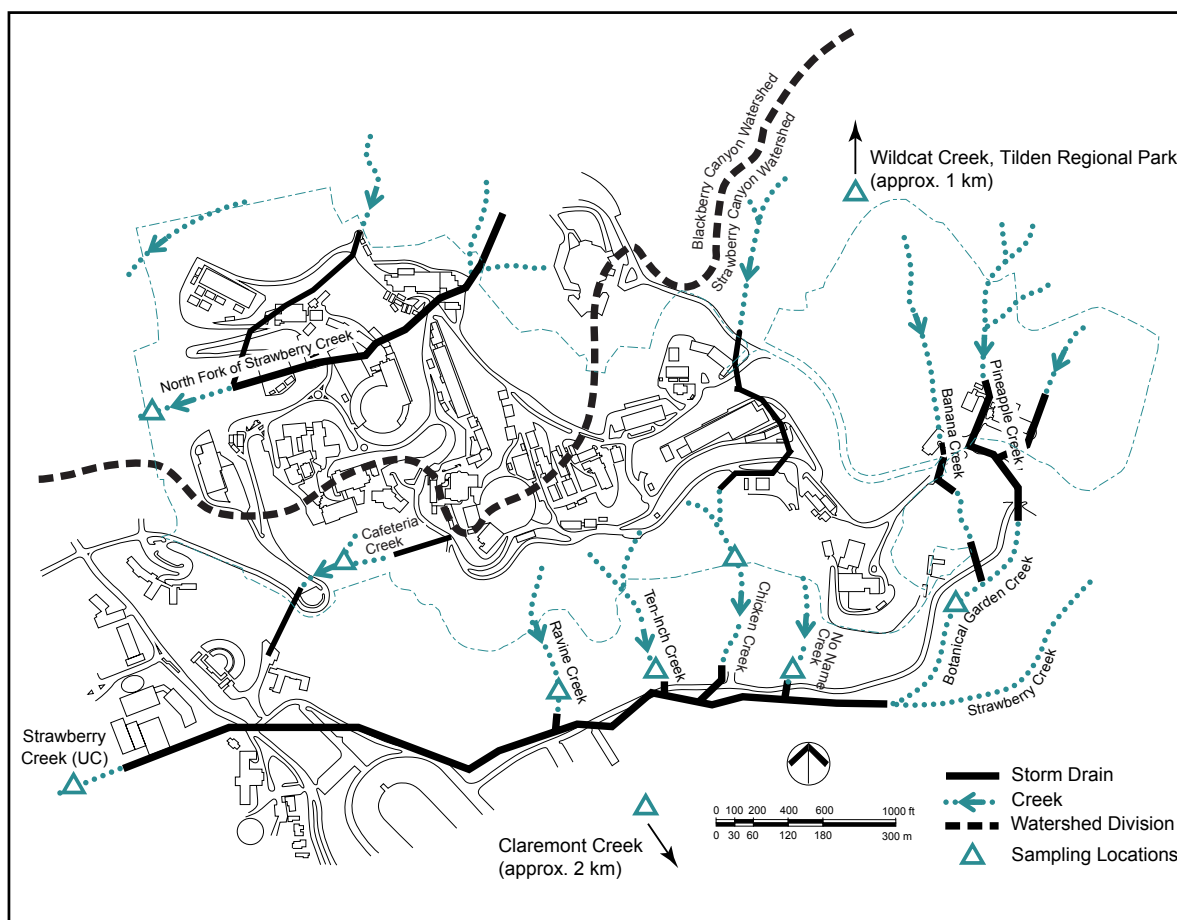 Blackberry Canyon Watershed
Strawberry Canyon Watershed
Wildcat Creek, Tilden Regional Park
(approx. 1 km)
North Fork of Strawberry Creek
Pineapple Creek
Banana Creek
Cafeteria
Creek
Chicken Creek
Ten-Inch Creek
No Name
Creek
Ravine Creek
Botanical Garden Creek
Strawberry Creek
Strawberry
Creek (UC)
Claremont Creek
(approx. 2 km)
0 100 200 400 600 1000 ft
0 30 60 120 180 300 m
Storm Drain
Creek
Watershed Division
Sampling Locations